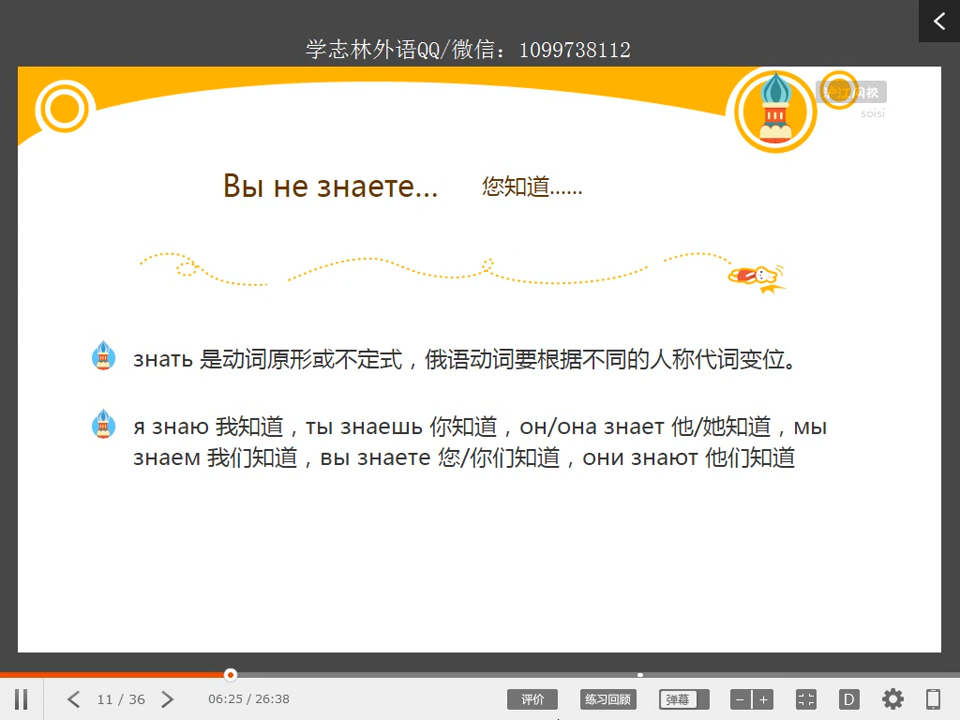 学志林外语QQ/微信：1099738112
沪江网校
soisi
Вы не знаете... 您知道......
знать 是动词原形或不定式，俄语动词要根据不同的人称代词变位。
я знаю 我知道，ты знаешь 你知道，он/она знает 他/她知道，мы
знаем 我们知道，вы знаете 您/你们知道，они знают 他们知道
11 / 36 06:25 / 26:38 评价 练习回顾 弹幕 D